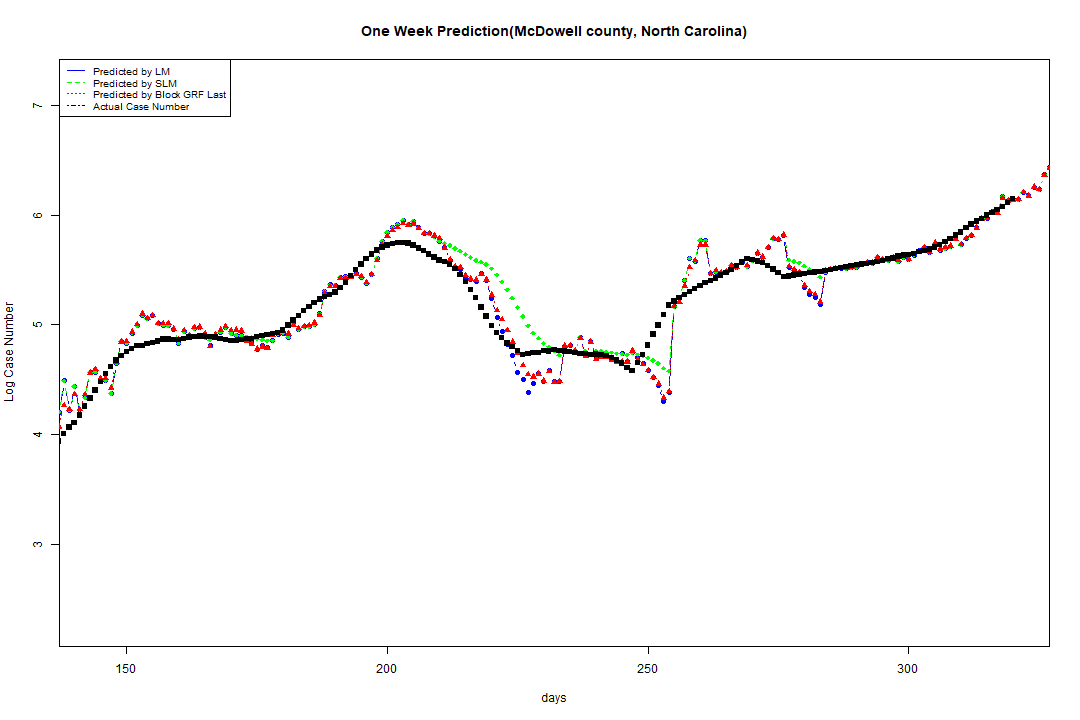 One Week Prediction(McDowell county, North Carolina)
Predicted by LM
Predicted by SLM
Predicted by Block GRF Last
Actual Case Number
7
6
5
4
3
Log Case Number
150 200 250 300
days